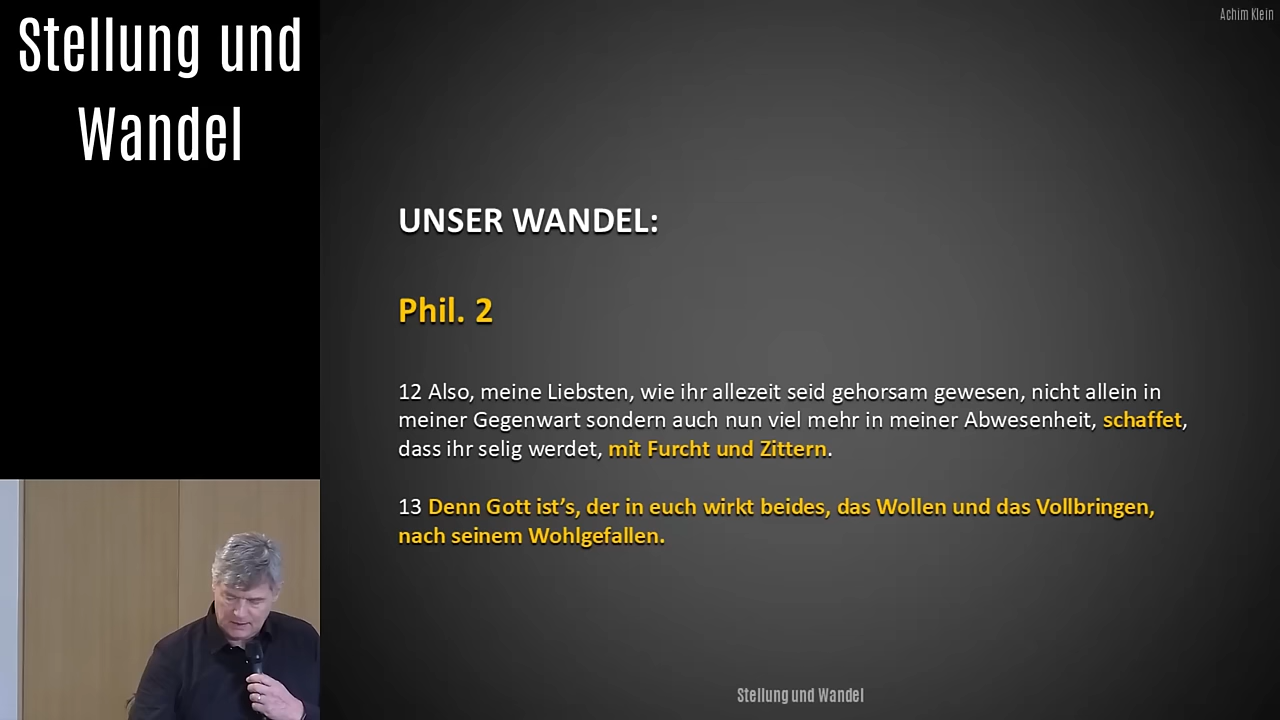 Stellung und
Wandel
Achim Klein
UNSER WANDEL:
Phil. 2
12 Also, meine Liebsten, wie ihr allezeit seid gehorsam gewesen, nicht allein in
meiner Gegenwart sondern auch nun viel mehr in meiner Abwesenheit, schaffet,
dass ihr selig werdet, mit Furcht und Zittern.
13 Denn Gott ist’s, der in euch wirkt beides, das Wollen und das Vollbringen,
nach seinem Wohlgefallen.
Stellung und Wandel